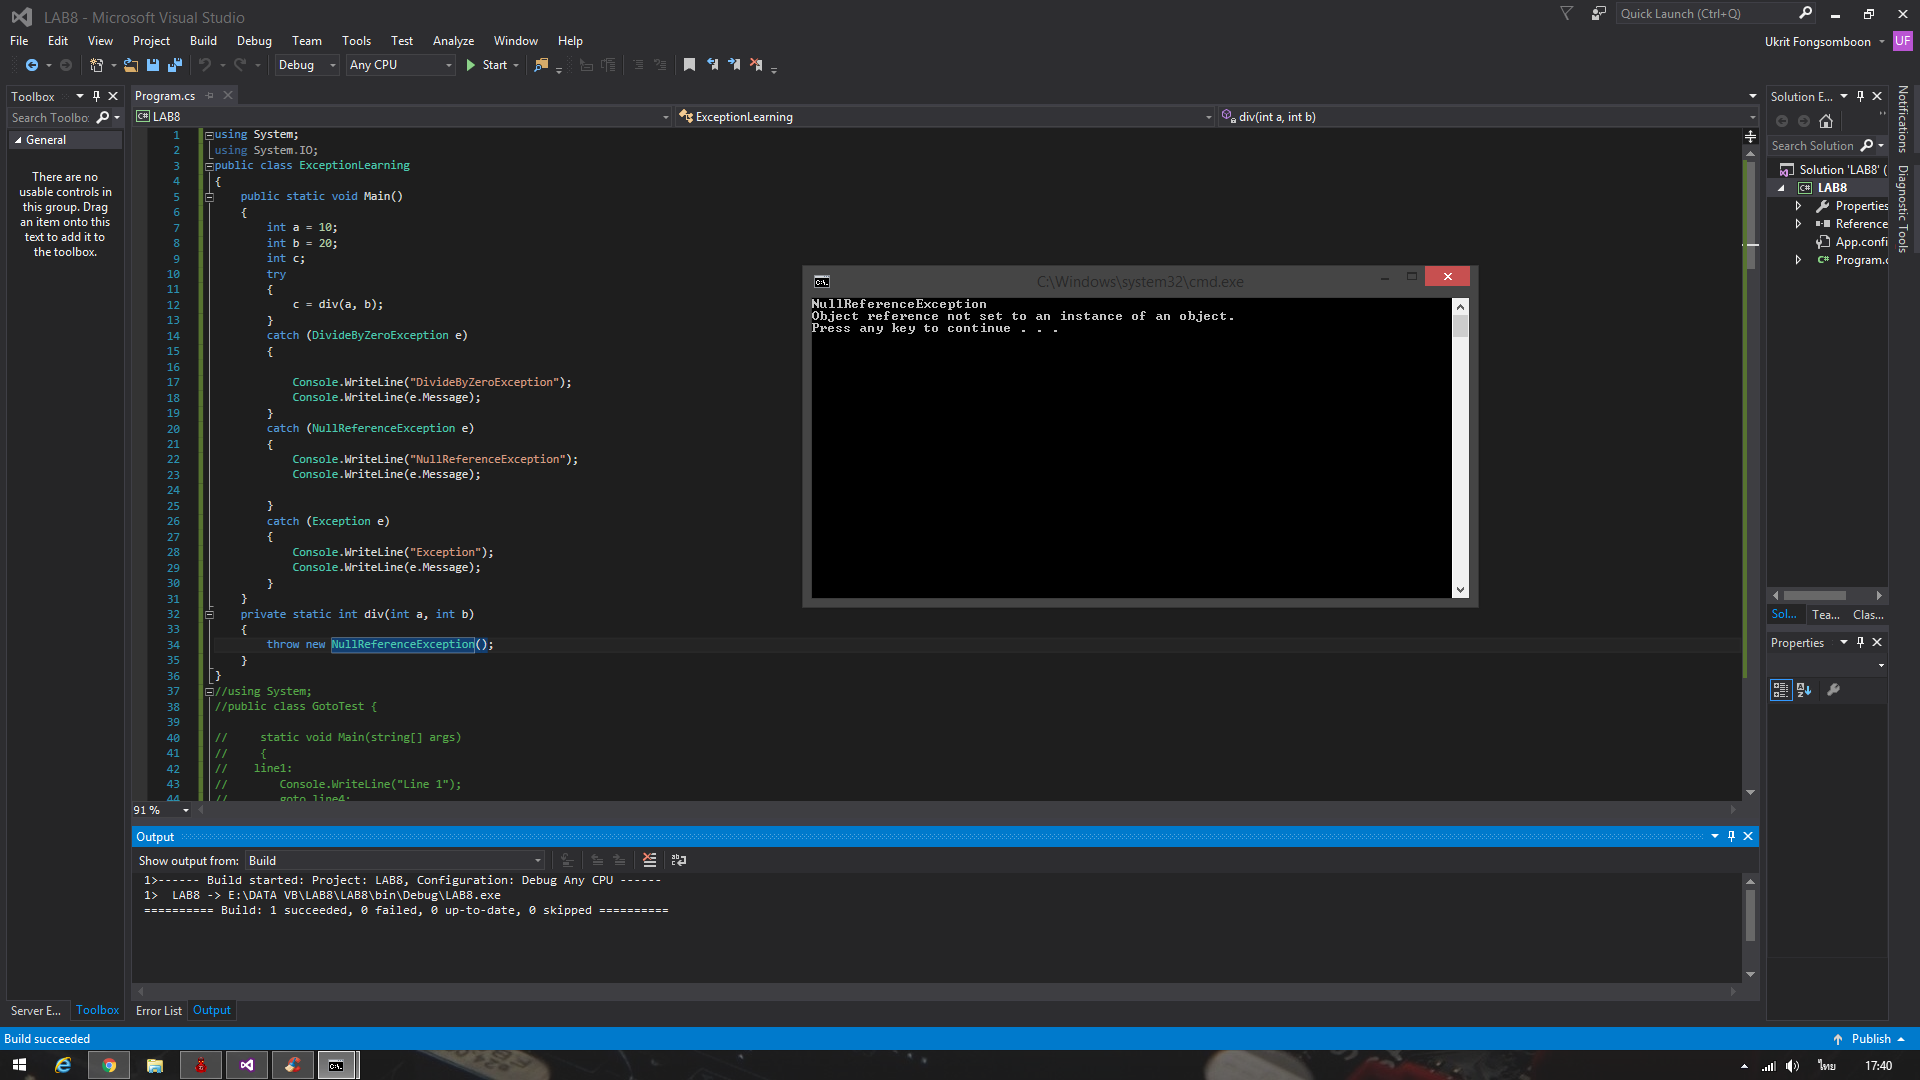 LAB8 - Microsoft Visual Studio
Quick Launch (Ctrl+Q)
File Edit View Project Build Debug Team Tools Test Analyze Window Help
Ukrit Fongsomboon UF
Debug Any CPU Start
Toolbox
Search Toolbo
General
There are no
usable controls in
this group. Drag
an item onto this
text to add it to
the toolbox.
Program.cs
C# LAB8 ExceptionLearning div(int a, int b)
1 using System;
2 using System.IO;
3 public class ExceptionLearning
4 {
5 public static void Main()
6 {
7 int a = 10;
8 int b = 20;
9 int c;
10 try
11 {
12 c = div(a, b);
13 }
14 catch (DivideByZeroException e)
15 {
16
17 Console.WriteLine("DivideByZeroException");
18 Console.WriteLine(e.Message);
19 }
20 catch (NullReferenceException e)
21 {
22 Console.WriteLine("NullReferenceException");
23 Console.WriteLine(e.Message);
24
25 }
26 catch (Exception e)
27 {
28 Console.WriteLine("Exception");
29 Console.WriteLine(e.Message);
30 }
31 }
32 private static int div(int a, int b)
33 {
34 throw new NullReferenceException();
35 }
36 }
37 //using System;
38 //public class GotoTest {
39
40 // static void Main(string[] args)
41 // {
42 // line1:
43 // Console.WriteLine("Line 1");
44 // goto line4;
91 %
C:\Windows\system32\cmd.exe
NullReferenceException
Object reference not set to an instance of an object.
Press any key to continue . . .
Solution E...
Search Solution
Solution 'LAB8' (
C# LAB8
Properties
Reference
App.confi
C# Program.c
Sol... Tea... Clas...
Properties
Notifications
Diagnostic Tools
Output
Show output from: Build
1>------ Build started: Project: LAB8, Configuration: Debug Any CPU ------
1> LAB8 -> E:\DATA VB\LAB8\LAB8\bin\Debug\LAB8.exe
========== Build: 1 succeeded, 0 failed, 0 up-to-date, 0 skipped ==========
Server E... Toolbox Error List Output
Build succeeded
Publish
ไทย 17:40